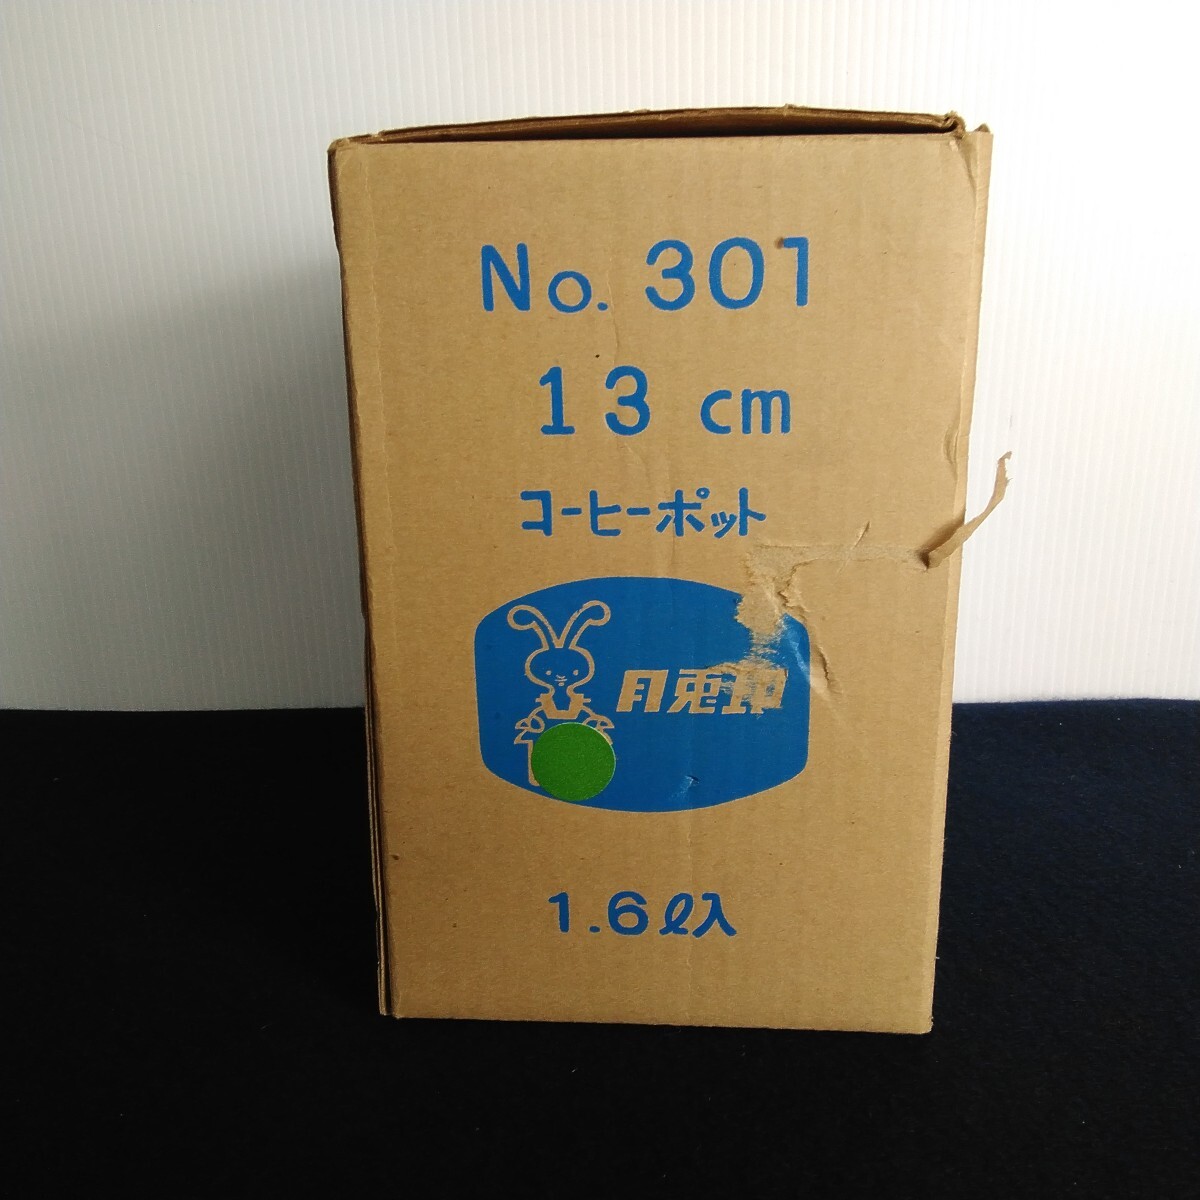 No. 301
13 cm
コーヒーポット
月兎印
1.6ℓ入